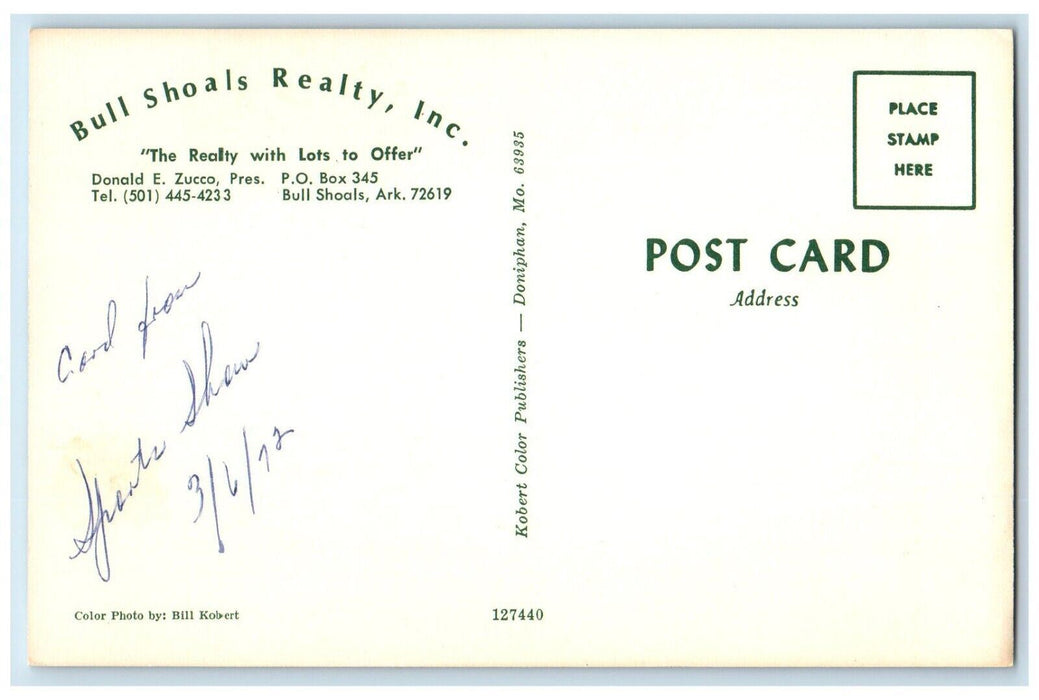 Bull Shoals Realty, Inc.
"The Realty with Lots to Offer"
Donald E. Zucco, Pres. P.O. Box 345
Tel. (501) 445-4233 Bull Shoals, Ark. 72619
Card from
Sports Show
3/6/72
Color Photo by: Bill Kobert
127440
Kobert Color Publishers — Doniphan, Mo. 63935
PLACE
STAMP
HERE
POST CARD
Address